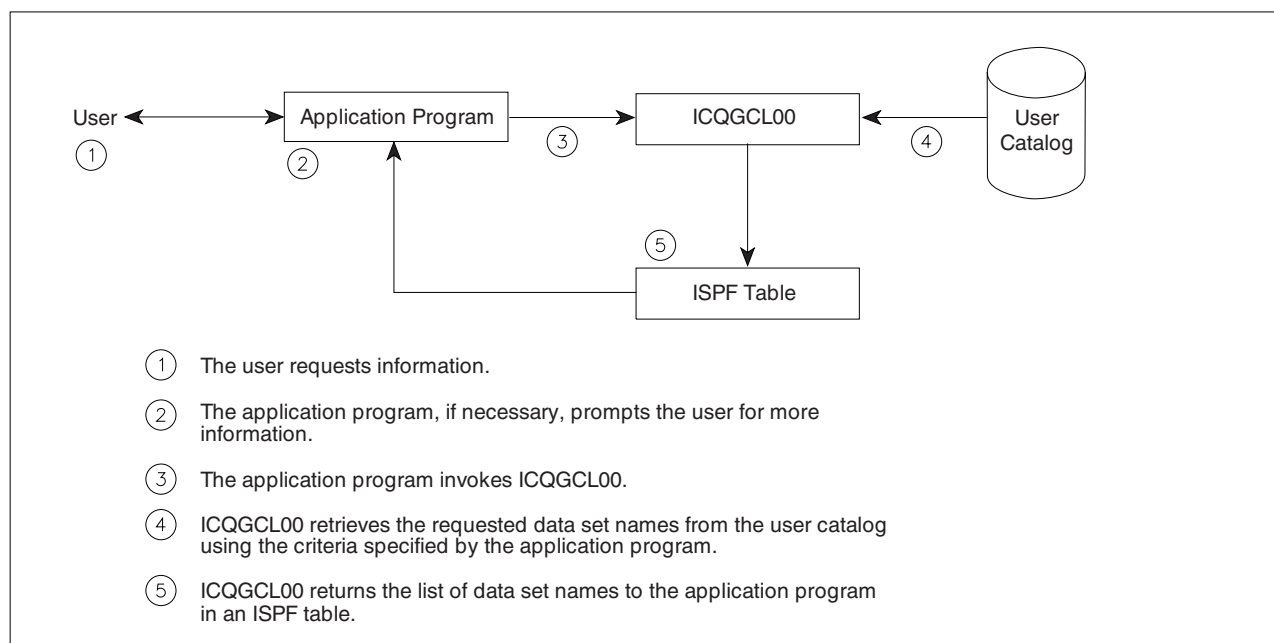 User
Application Program
ICQGCL00
User
Catalog
1
2
3
4
5
ISPF Table
1 The user requests information.
2 The application program, if necessary, prompts the user for more
information.
3 The application program invokes ICQGCL00.
4 ICQGCL00 retrieves the requested data set names from the user catalog
using the criteria specified by the application program.
5 ICQGCL00 returns the list of data set names to the application program
in an ISPF table.